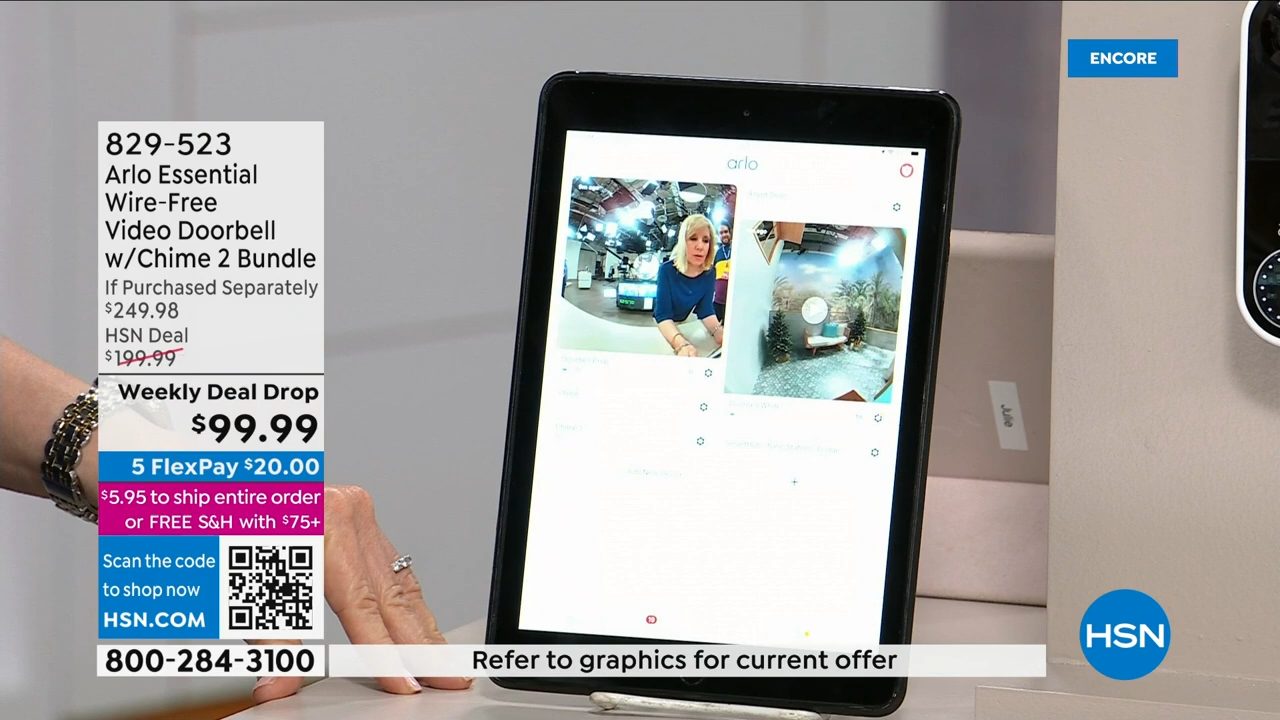 ENCORE
829-523
Arlo Essential
Wire-Free
Video Doorbell
w/Chime 2 Bundle
If Purchased Separately
$249.98
HSN Deal
$199.99
Weekly Deal Drop
$99.99
5 FlexPay $20.00
$5.95 to ship entire order
or FREE S&H with $75+
Scan the code
to shop now
HSN.COM
800-284-3100
Refer to graphics for current offer
HSN
arlo
Julie
19